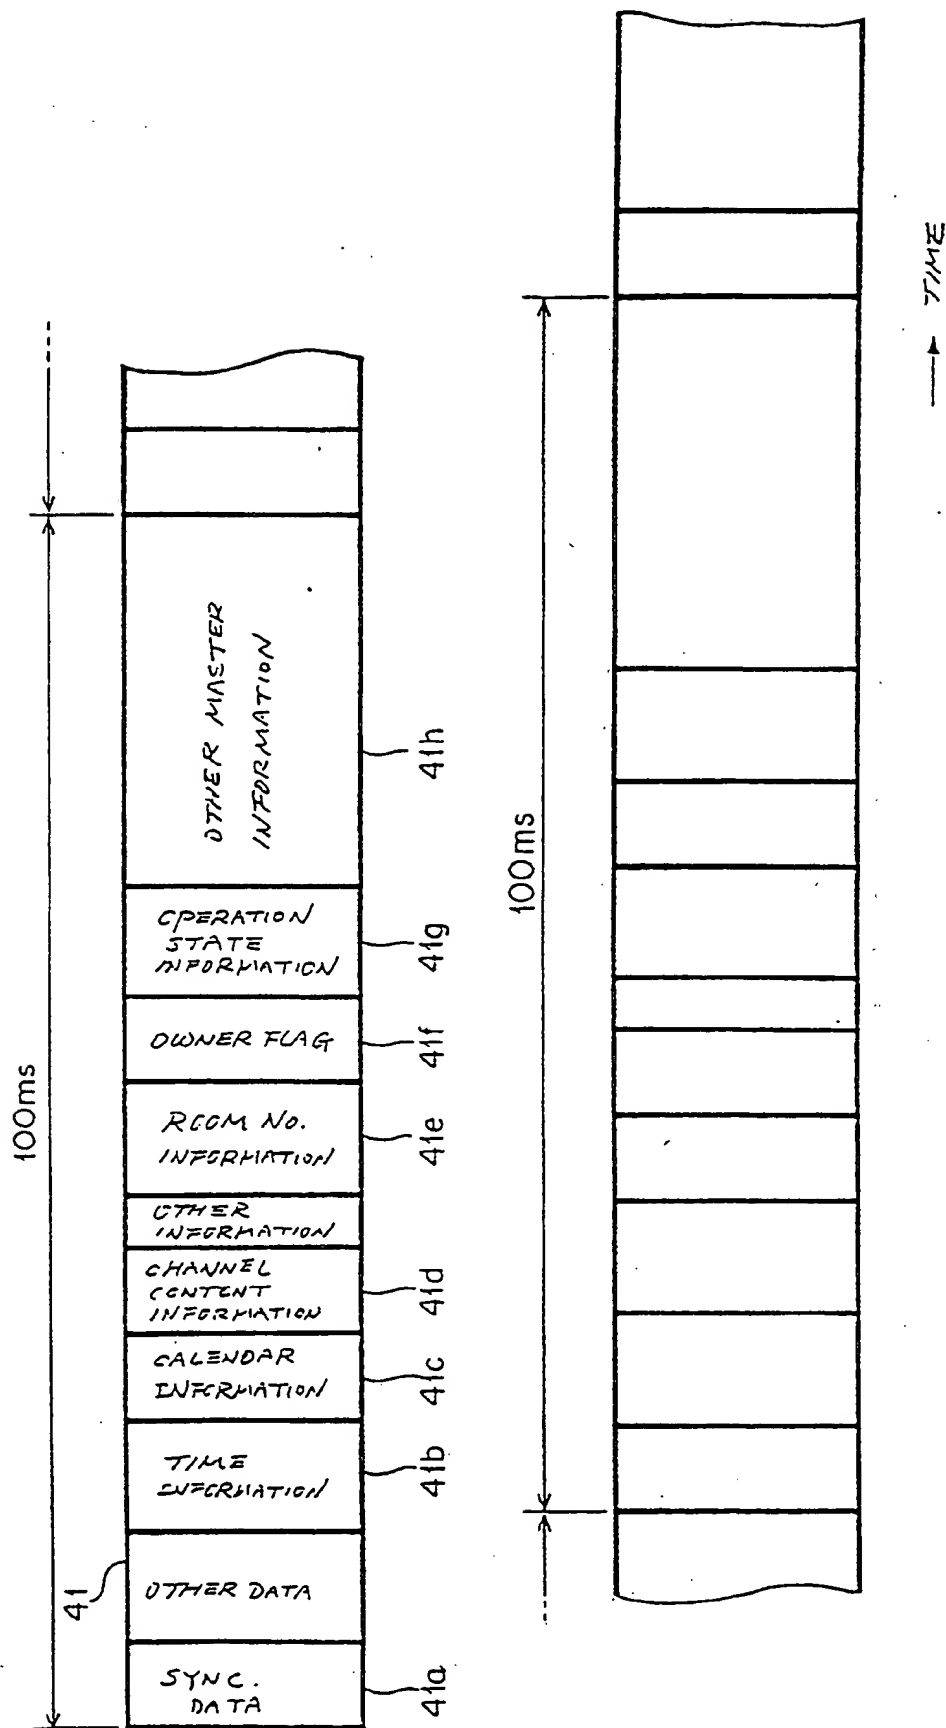 100ms
41
SYNC.
DATA
OTHER DATA
TIME
INFORMATION
CALENDAR
INFORMATION
CHANNEL
CONTENT
INFORMATION
OTHER
INFORMATION
ROOM NO.
INFORMATION
OWNER FLAG
OPERATION
STATE
INFORMATION
OTHER MASTER
INFORMATION
41a
41b
41c
41d
41e
41f
41g
41h
100ms
TIME